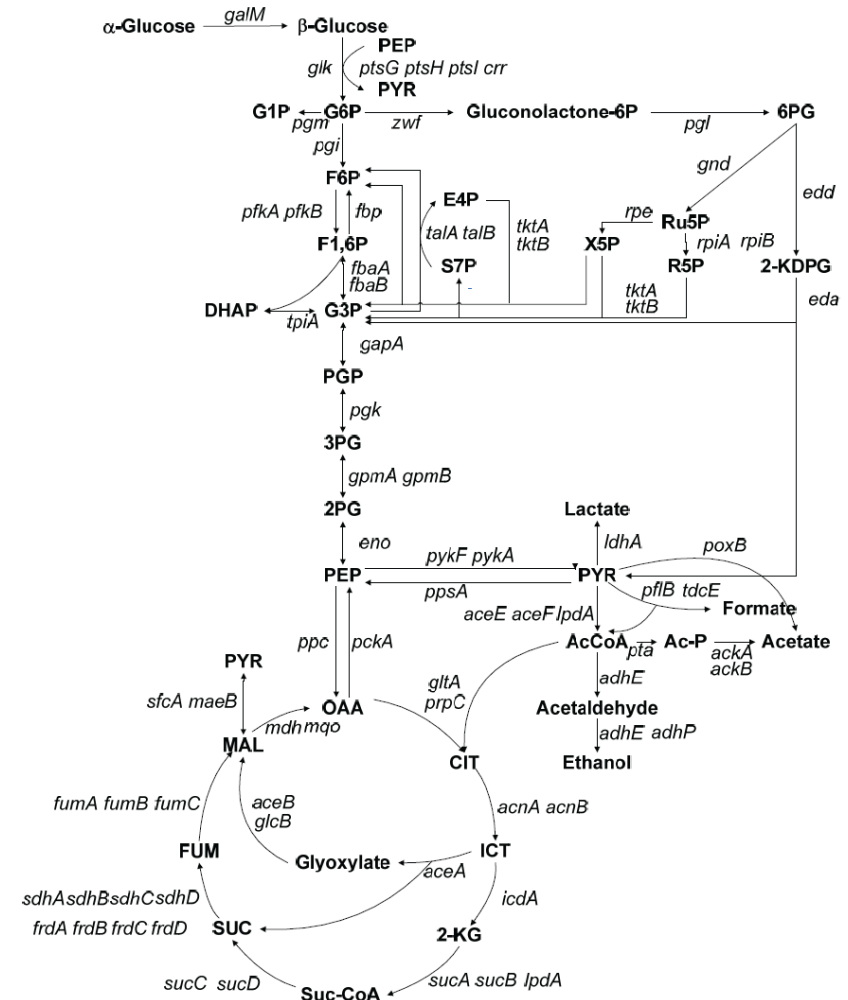 galM
α-Glucose
β-Glucose
PEP
glk
ptsG ptsH ptsI crr
PYR
G1P
G6P
Gluconolactone-6P
6PG
pgm
zwf
pgl
pgi
gnd
F6P
edd
E4P
pfkA pfkB
fbp
rpe
Ru5P
talA talB
tktA
tktB
F1,6P
X5P
rpiA rpiB
fbaA
fbaB
S7P
R5P
2-KDPG
tktA
tktB
eda
DHAP
G3P
tpiA
gapA
PGP
pgk
3PG
gpmA gpmB
2PG
Lactate
eno
ldhA
poxB
pykF pykA
PEP
PYR
ppsA
pflB tdcE
Formate
aceE aceF lpdA
ppc
pckA
AcCoA
Ac-P
Acetate
pta
ackA
ackB
PYR
adhE
gltA
prpC
sfcA maeB
OAA
Acetaldehyde
mdh mqo
adhE adhP
MAL
CIT
Ethanol
fumA fumB fumC
aceB
glcB
acnA acnB
FUM
Glyoxylate
ICT
aceA
sdhAsdhBsdhCsdhD
icdA
frdA frdB frdC frdD
SUC
2-KG
sucC sucD
sucA sucB lpdA
Suc-CoA